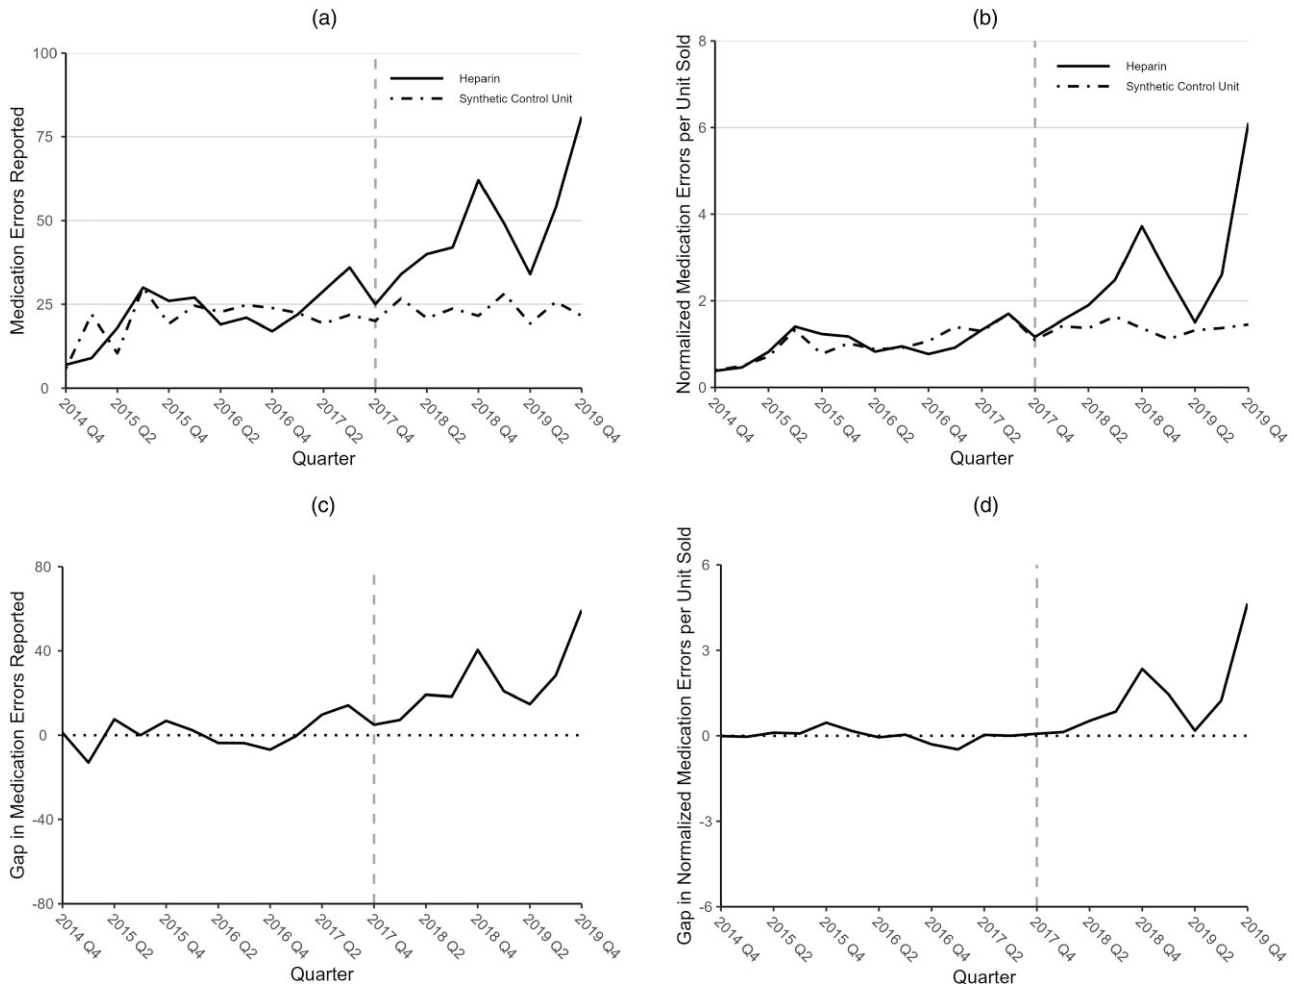 (a)
Medication Errors Reported
100
75
50
25
0
Heparin
Synthetic Control Unit
2014 Q4
2015 Q2
2015 Q4
2016 Q2
2016 Q4
2017 Q2
2017 Q4
2018 Q2
2018 Q4
2019 Q2
2019 Q4
Quarter
(b)
Normalized Medication Errors per Unit Sold
8
6
4
2
0
Heparin
Synthetic Control Unit
2014 Q4
2015 Q2
2015 Q4
2016 Q2
2016 Q4
2017 Q2
2017 Q4
2018 Q2
2018 Q4
2019 Q2
2019 Q4
Quarter
(c)
Gap in Medication Errors Reported
80
40
0
-40
-80
2014 Q4
2015 Q2
2015 Q4
2016 Q2
2016 Q4
2017 Q2
2017 Q4
2018 Q2
2018 Q4
2019 Q2
2019 Q4
Quarter
(d)
Gap in Normalized Medication Errors per Unit Sold
6
3
0
-3
-6
2014 Q4
2015 Q2
2015 Q4
2016 Q2
2016 Q4
2017 Q2
2017 Q4
2018 Q2
2018 Q4
2019 Q2
2019 Q4
Quarter